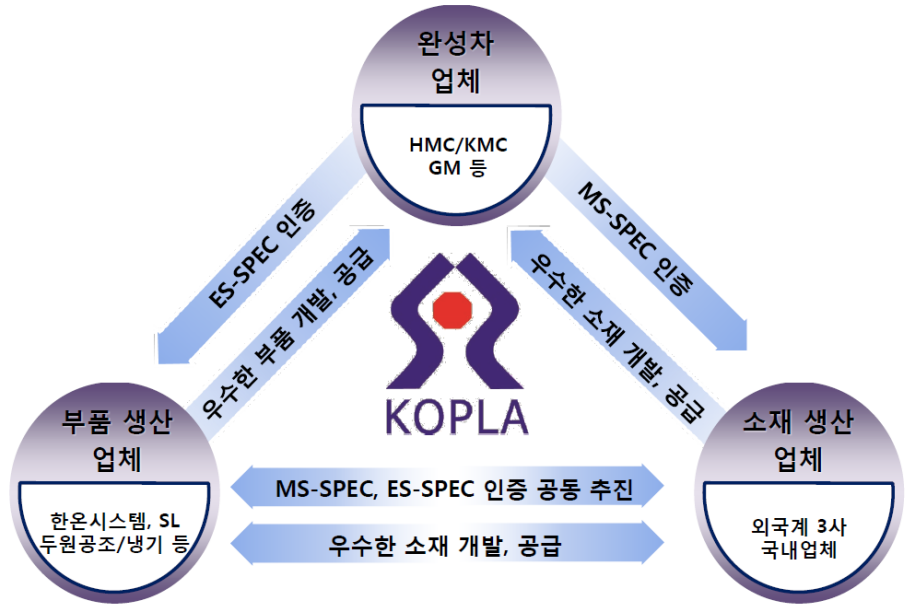 완성차
업체
HMC/KMC
GM 등
ES-SPEC 인증
MS-SPEC 인증
우수한 부품 개발, 공급
우수한 소재 개발, 공급
KOPLA
부품 생산
업체
한온시스템, SL
두원공조/냉기 등
소재 생산
업체
외국계 3사
국내업체
MS-SPEC, ES-SPEC 인증 공동 추진
우수한 소재 개발, 공급